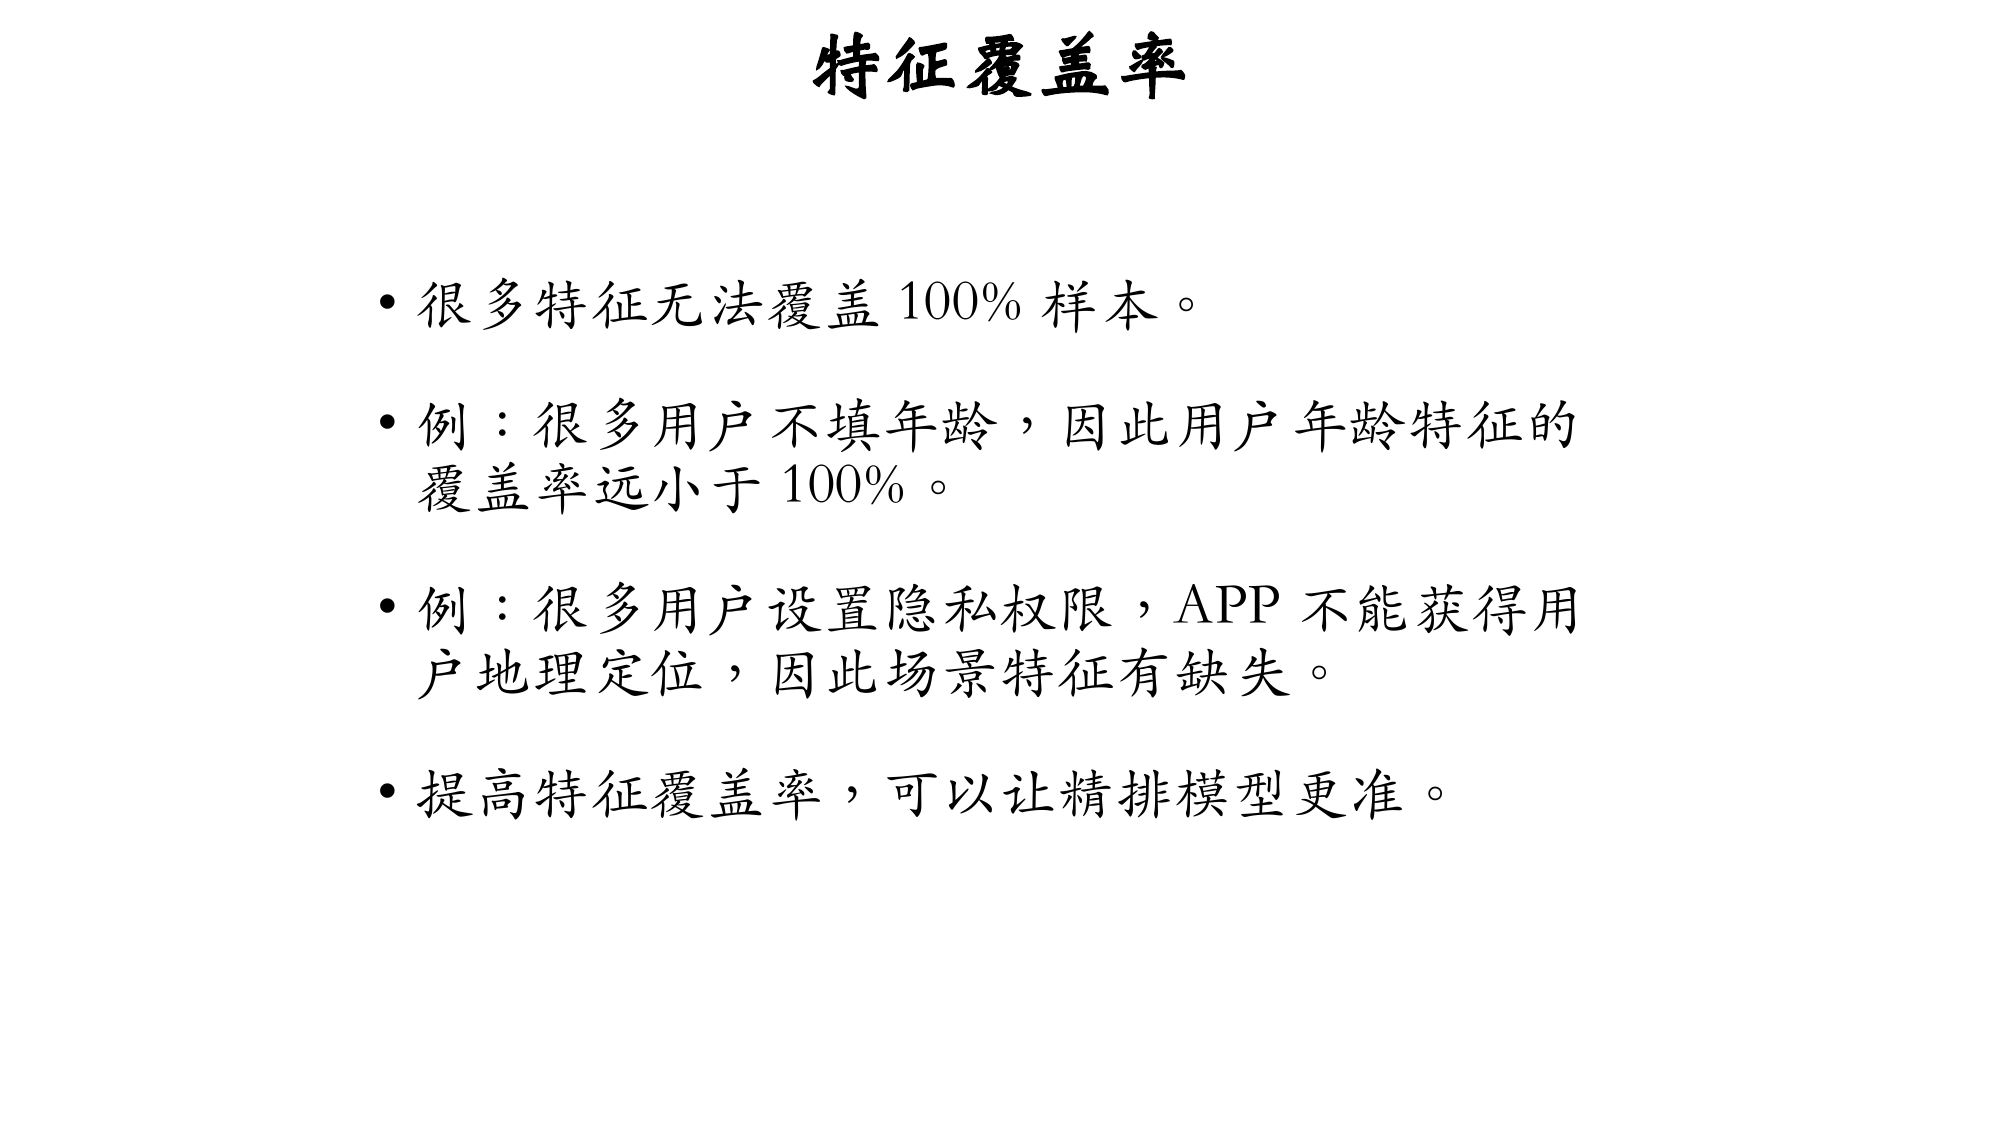 特征覆盖率
• 很多特征无法覆盖 100% 样本。
• 例：很多用户不填年龄，因此用户年龄特征的
覆盖率远小于 100%。
• 例：很多用户设置隐私权限，APP 不能获得用
户地理定位，因此场景特征有缺失。
• 提高特征覆盖率，可以让精排模型更准。